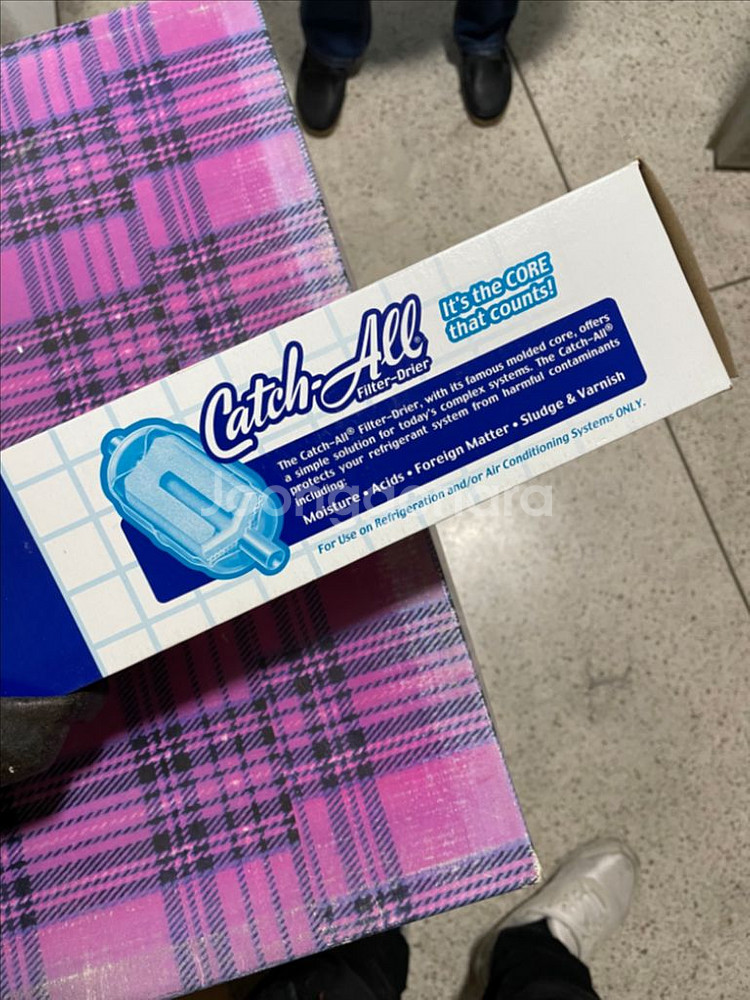 Catch-All®
Filter-Drier
It's the CORE
that counts!
The Catch-All® Filter-Drier, with its famous molded core, offers
a simple solution for today's complex systems. The Catch-All®
protects your refrigerant system from harmful contaminants
including:
Moisture • Acids • Foreign Matter • Sludge & Varnish
For Use on Refrigeration and/or Air Conditioning Systems ONLY.
Joongonara